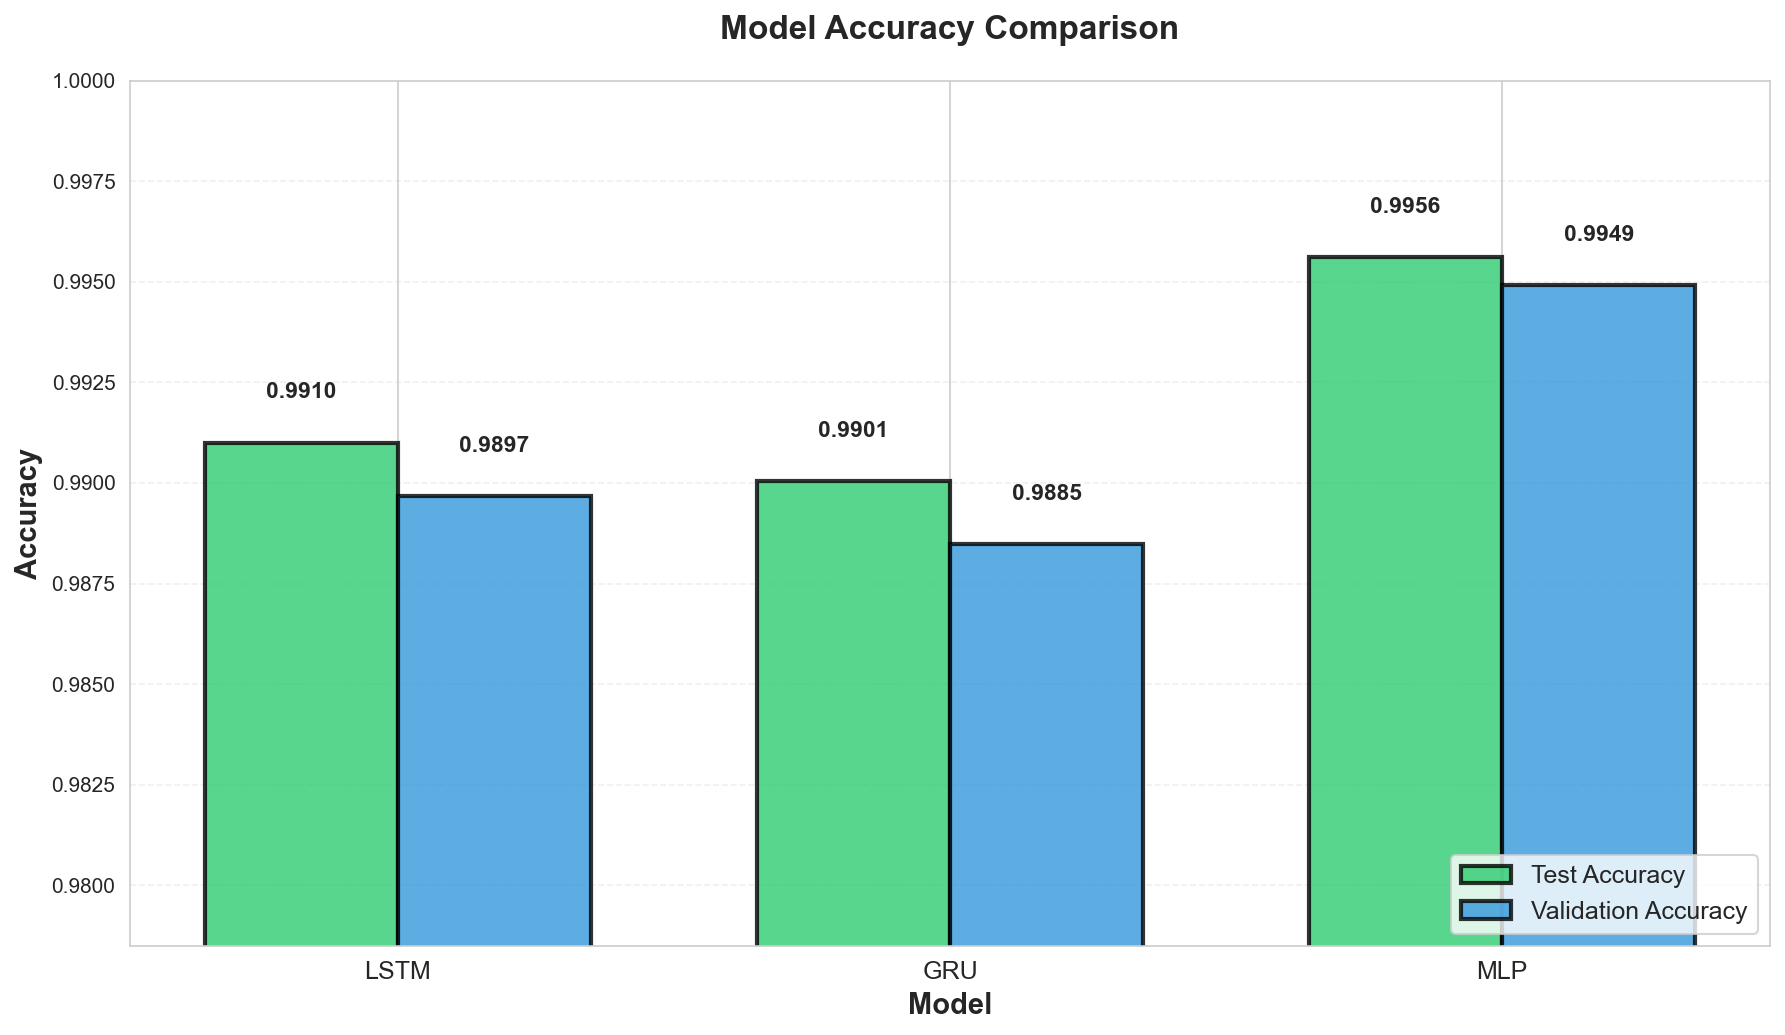 Model Accuracy Comparison
Accuracy
1.0000
0.9975
0.9950
0.9925
0.9900
0.9875
0.9850
0.9825
0.9800
0.9910
0.9897
0.9901
0.9885
0.9956
0.9949
Test Accuracy
Validation Accuracy
LSTM GRU MLP
Model